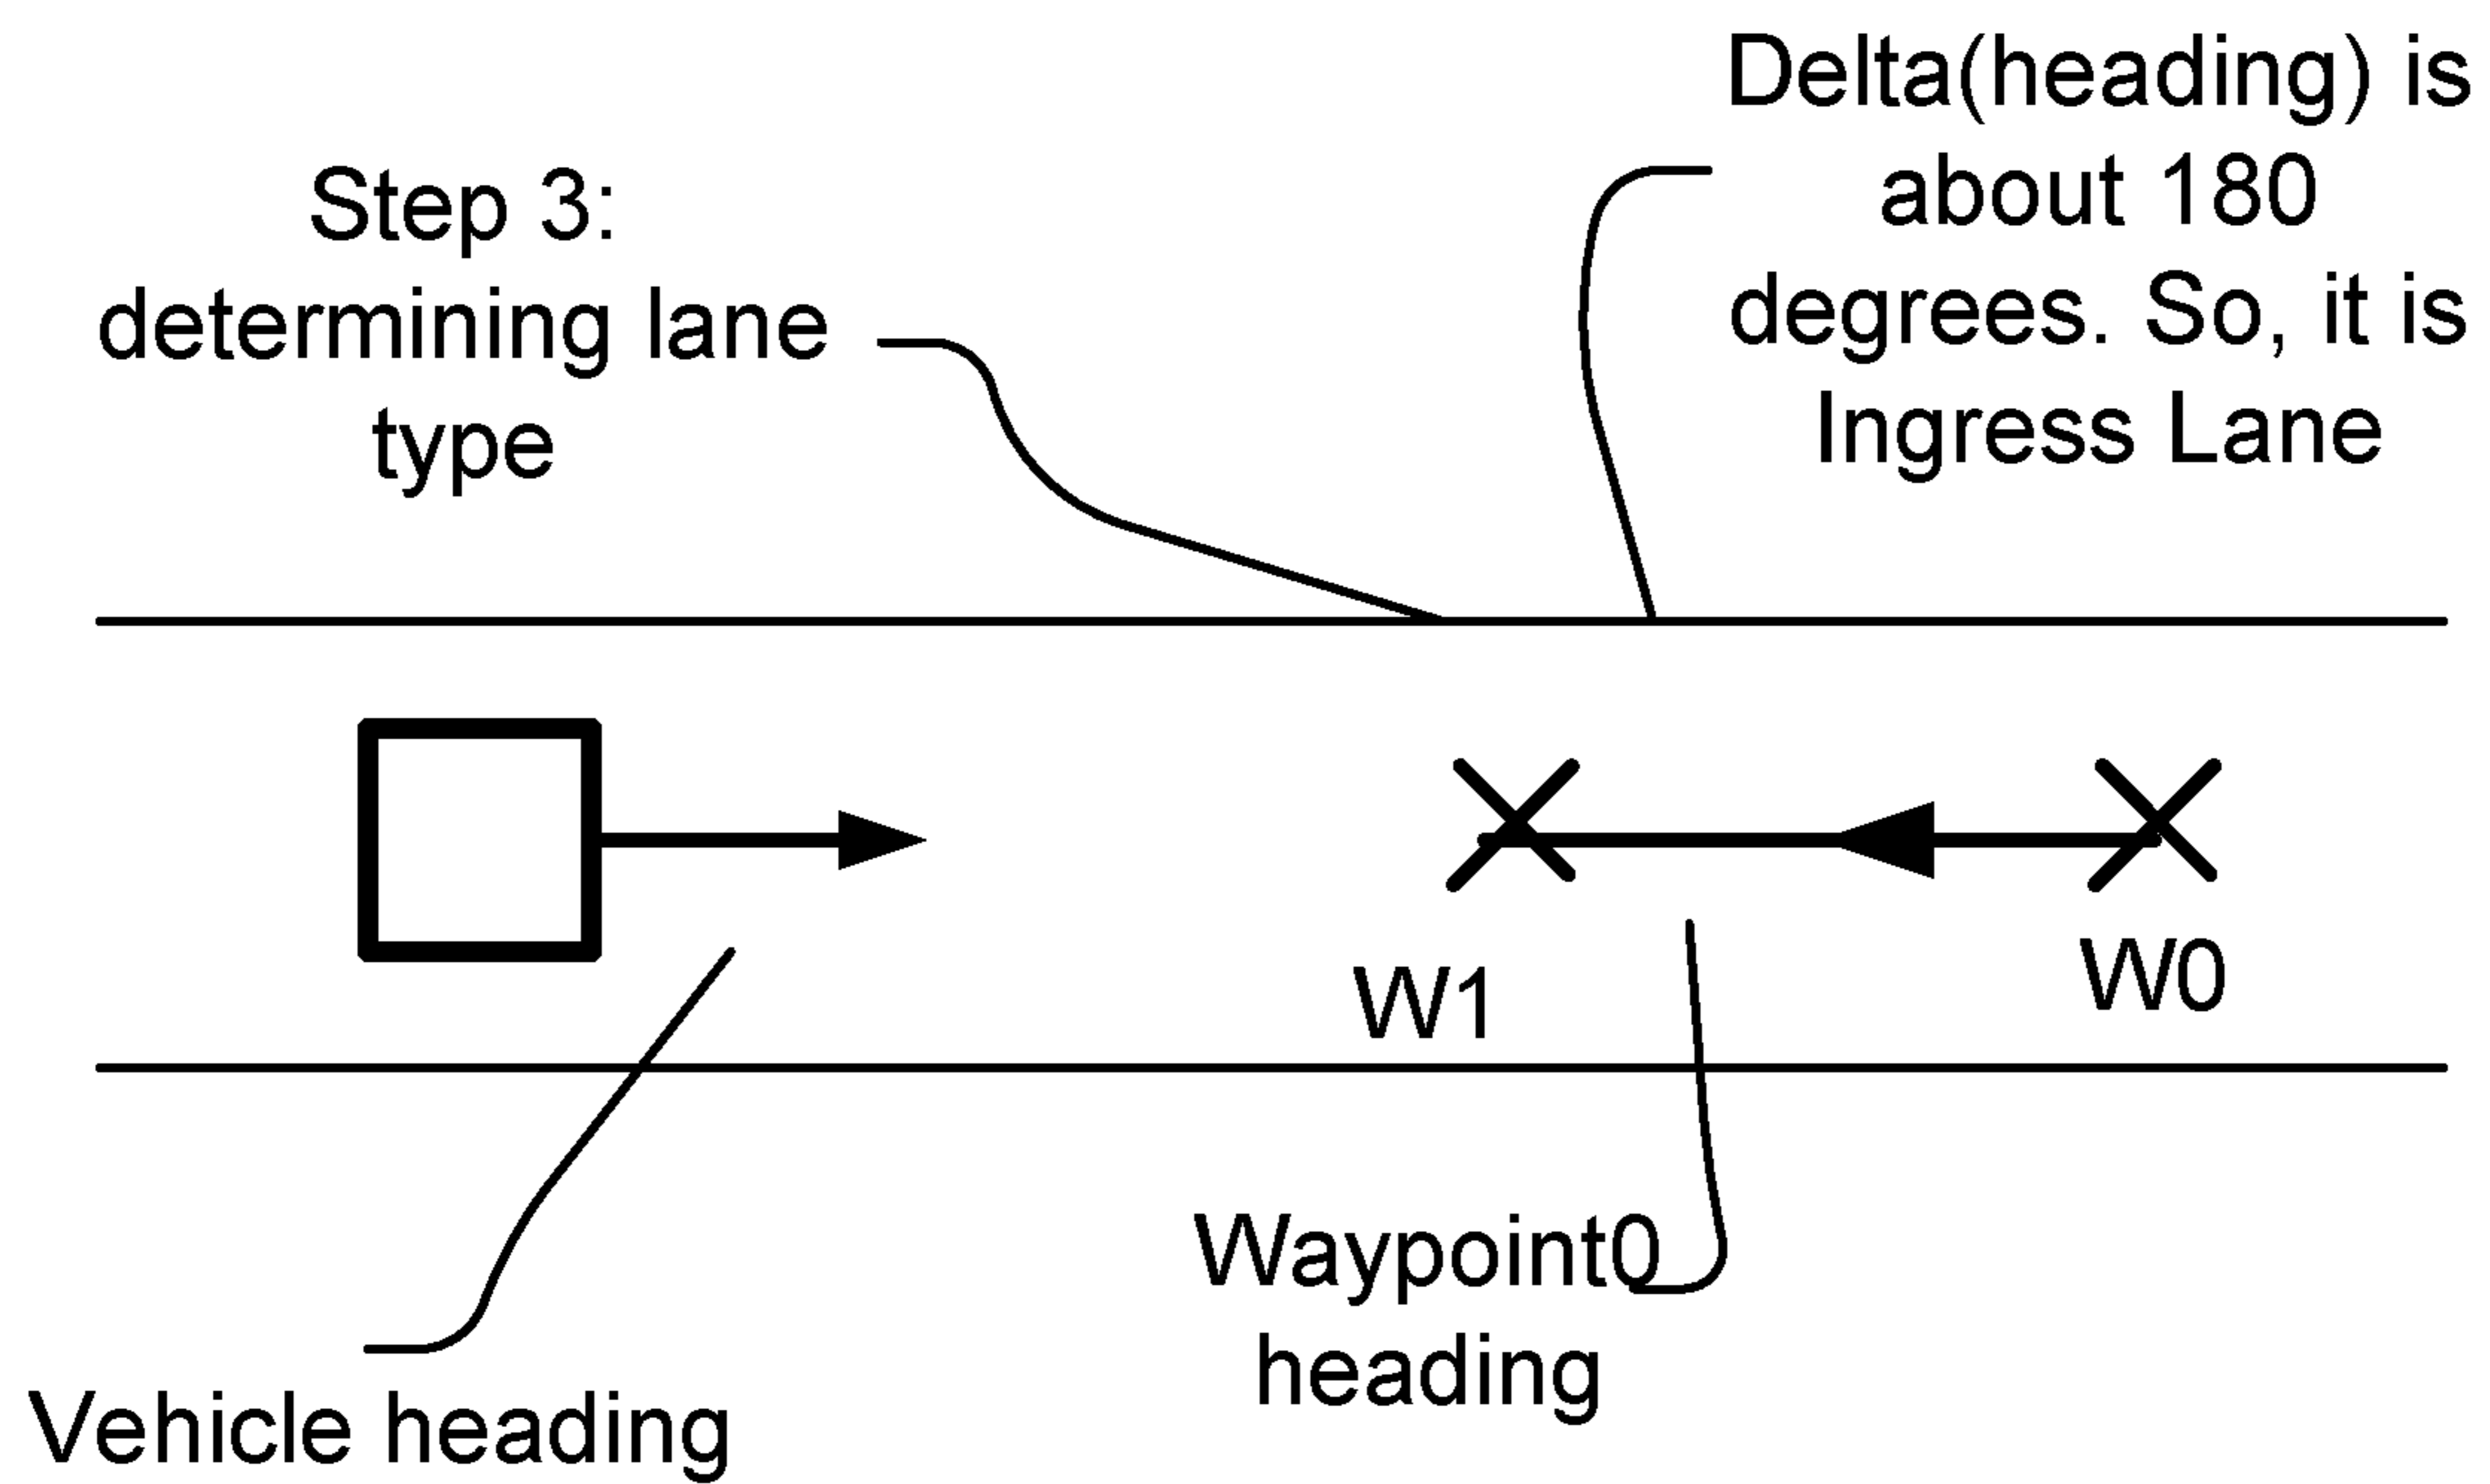 Step 3:
determining lane
type
Delta(heading) is
about 180
degrees. So, it is
Ingress Lane
W1
W0
Waypoint0
heading
Vehicle heading